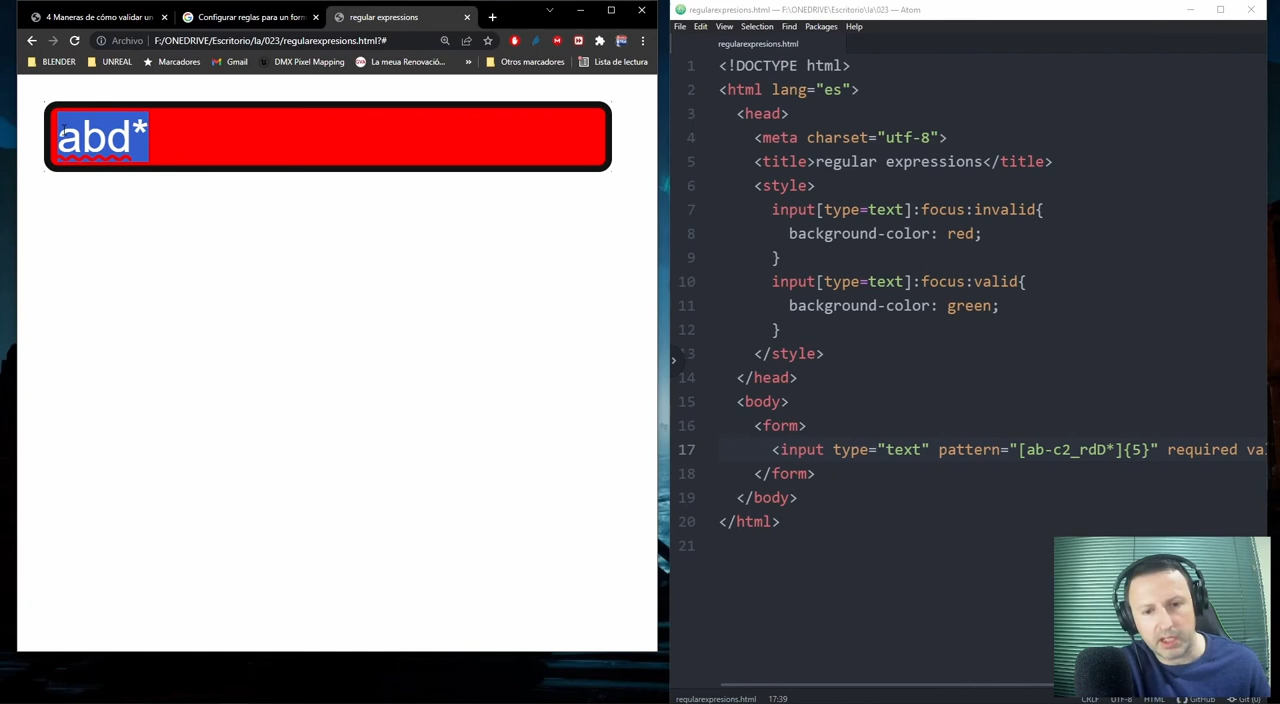 4 Maneras de cómo validar un
Configurar reglas para un form
regular expressions
Archivo F:/ONEDRIVE/Escritorio/Ia/023/regularexpresions.html?#
BLENDER UNREAL Marcadores Gmail DMX Pixel Mapping La meua Renovació... » Otros marcadores Lista de lectura
abd*
regularexpresions.html — F:\ONEDRIVE\Escritorio\Ia\023 — Atom
File Edit View Selection Find Packages Help
regularexpresions.html
1 <!DOCTYPE html>
2 <html lang="es">
3 <head>
4 <meta charset="utf-8">
5 <title>regular expressions</title>
6 <style>
7 input[type=text]:focus:invalid{
8 background-color: red;
9 }
10 input[type=text]:focus:valid{
11 background-color: green;
12 }
13 </style>
14 </head>
15 <body>
16 <form>
17 <input type="text" pattern="[ab-c2_rdD*]{5}" required va
18 </form>
19 </body>
20 </html>
21
regularexpresions.html 17:39 CRLF UTF-8 HTML GitHub Git (0)